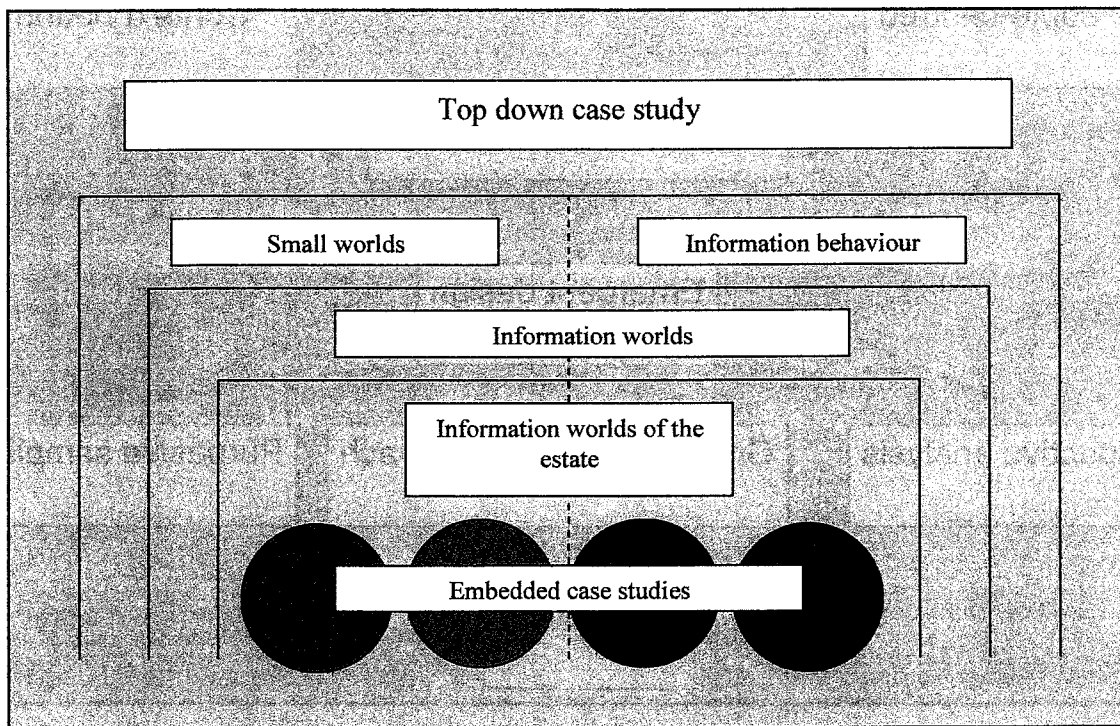 Top down case study
Small worlds
Information behaviour
Information worlds
Information worlds of the
estate
Embedded case studies